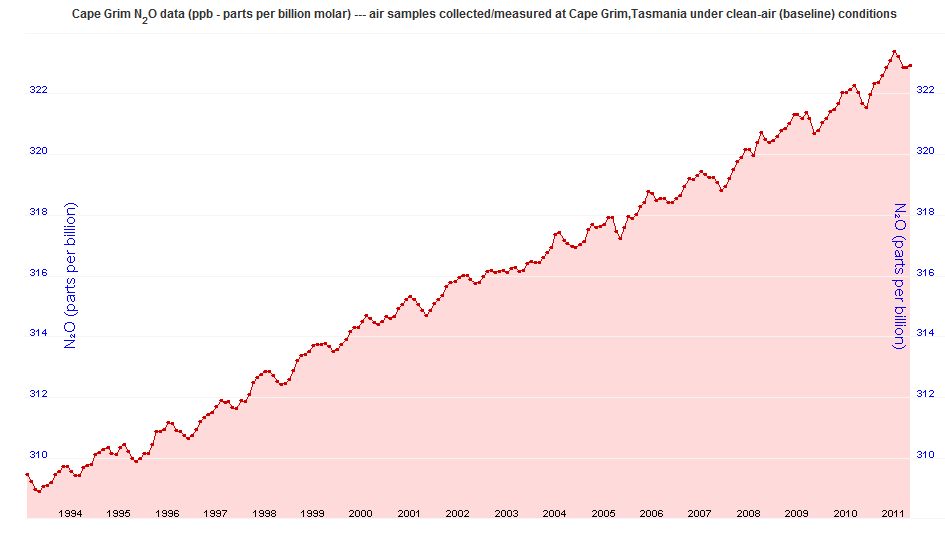 Cape Grim N2O data (ppb - parts per billion molar) --- air samples collected/measured at Cape Grim,Tasmania under clean-air (baseline) conditions
322 322
320 320
318 318
316 316
314 314
312 312
310 310
N₂O (parts per billion)
N₂O (parts per billion)
1994 1995 1996 1997 1998 1999 2000 2001 2002 2003 2004 2005 2006 2007 2008 2009 2010 2011